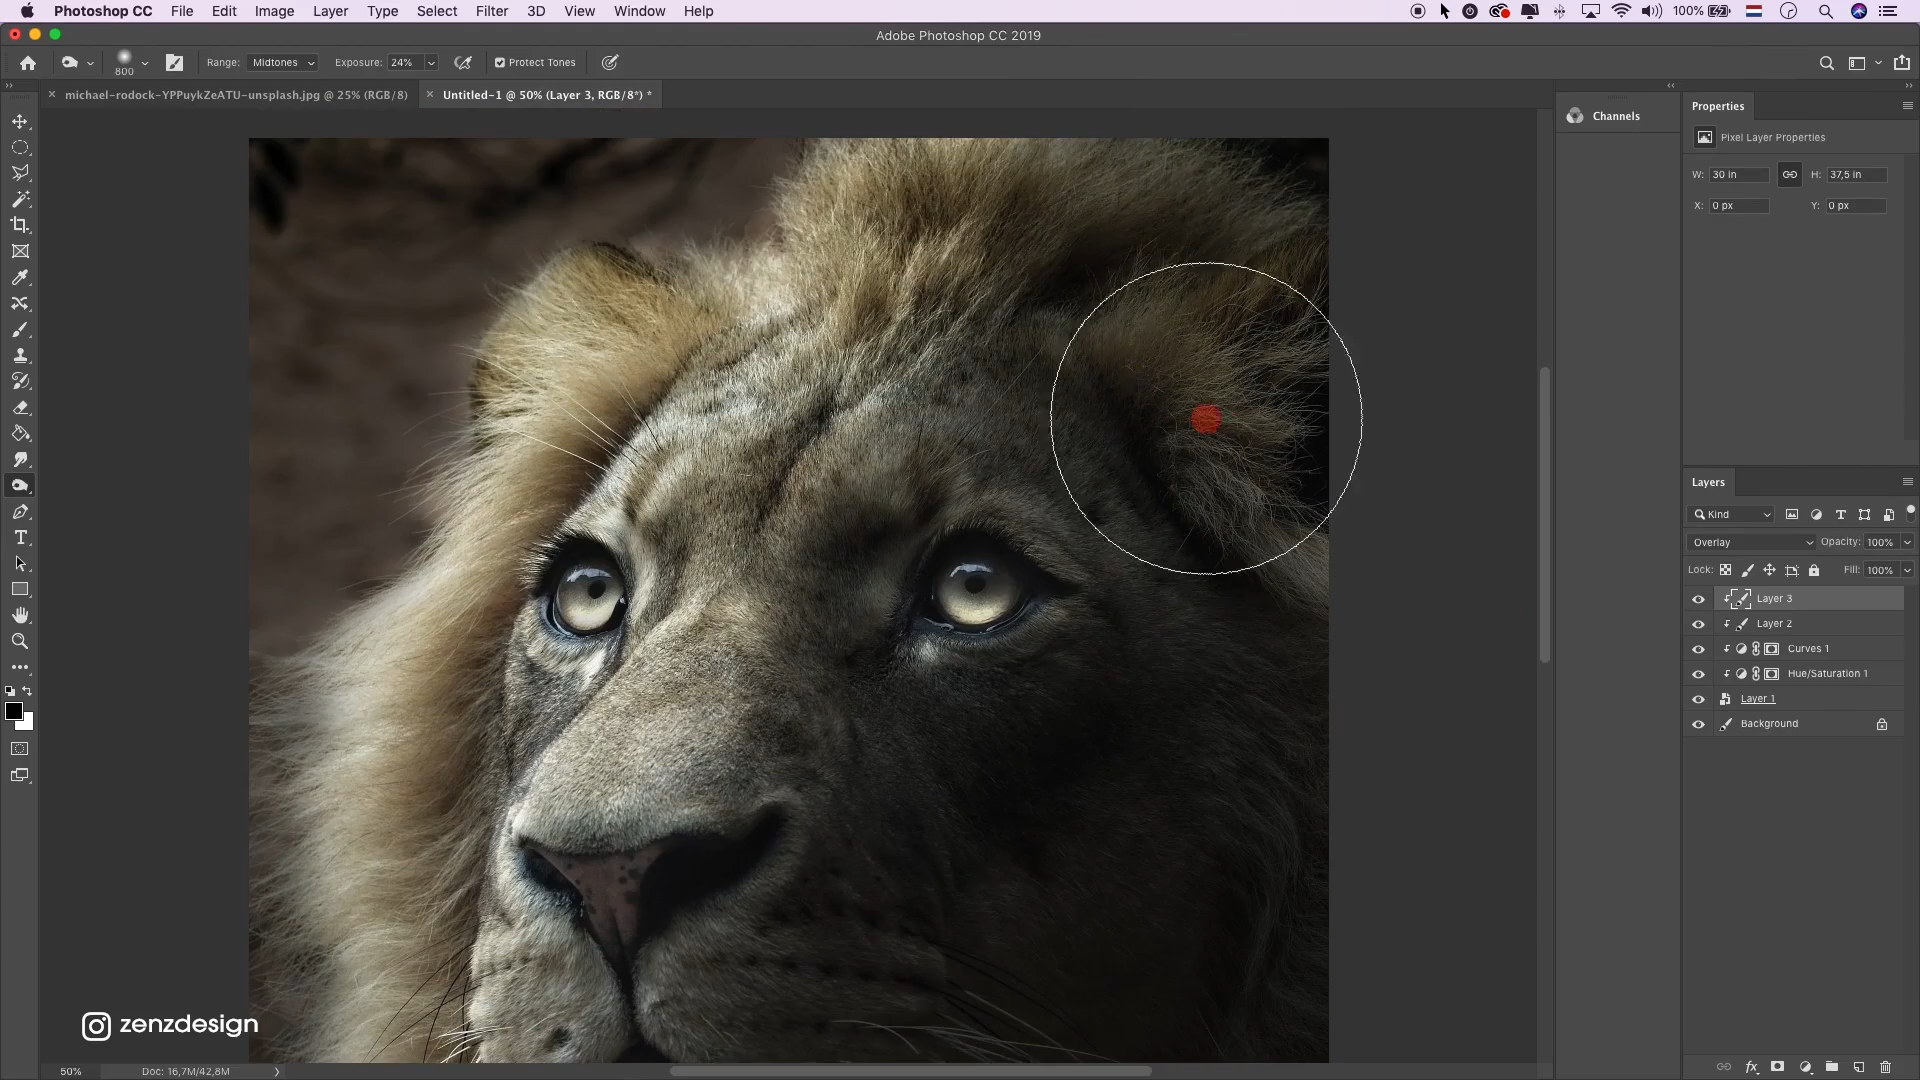 Photoshop CC File Edit Image Layer Type Select Filter 3D View Window Help 100%
Adobe Photoshop CC 2019
800 Range: Midtones Exposure: 24% Protect Tones
michael-rodock-YPPuykZeATU-unsplash.jpg @ 25% (RGB/8) Untitled-1 @ 50% (Layer 3, RGB/8*) *
Channels
Properties
Pixel Layer Properties
W: 30 in H: 37,5 in
X: 0 px Y: 0 px
Layers
Kind
Overlay Opacity: 100%
Lock: Fill: 100%
Layer 3
Layer 2
Curves 1
Hue/Saturation 1
Layer 1
Background
zenzdesign
50% Doc: 16,7M/42,8M